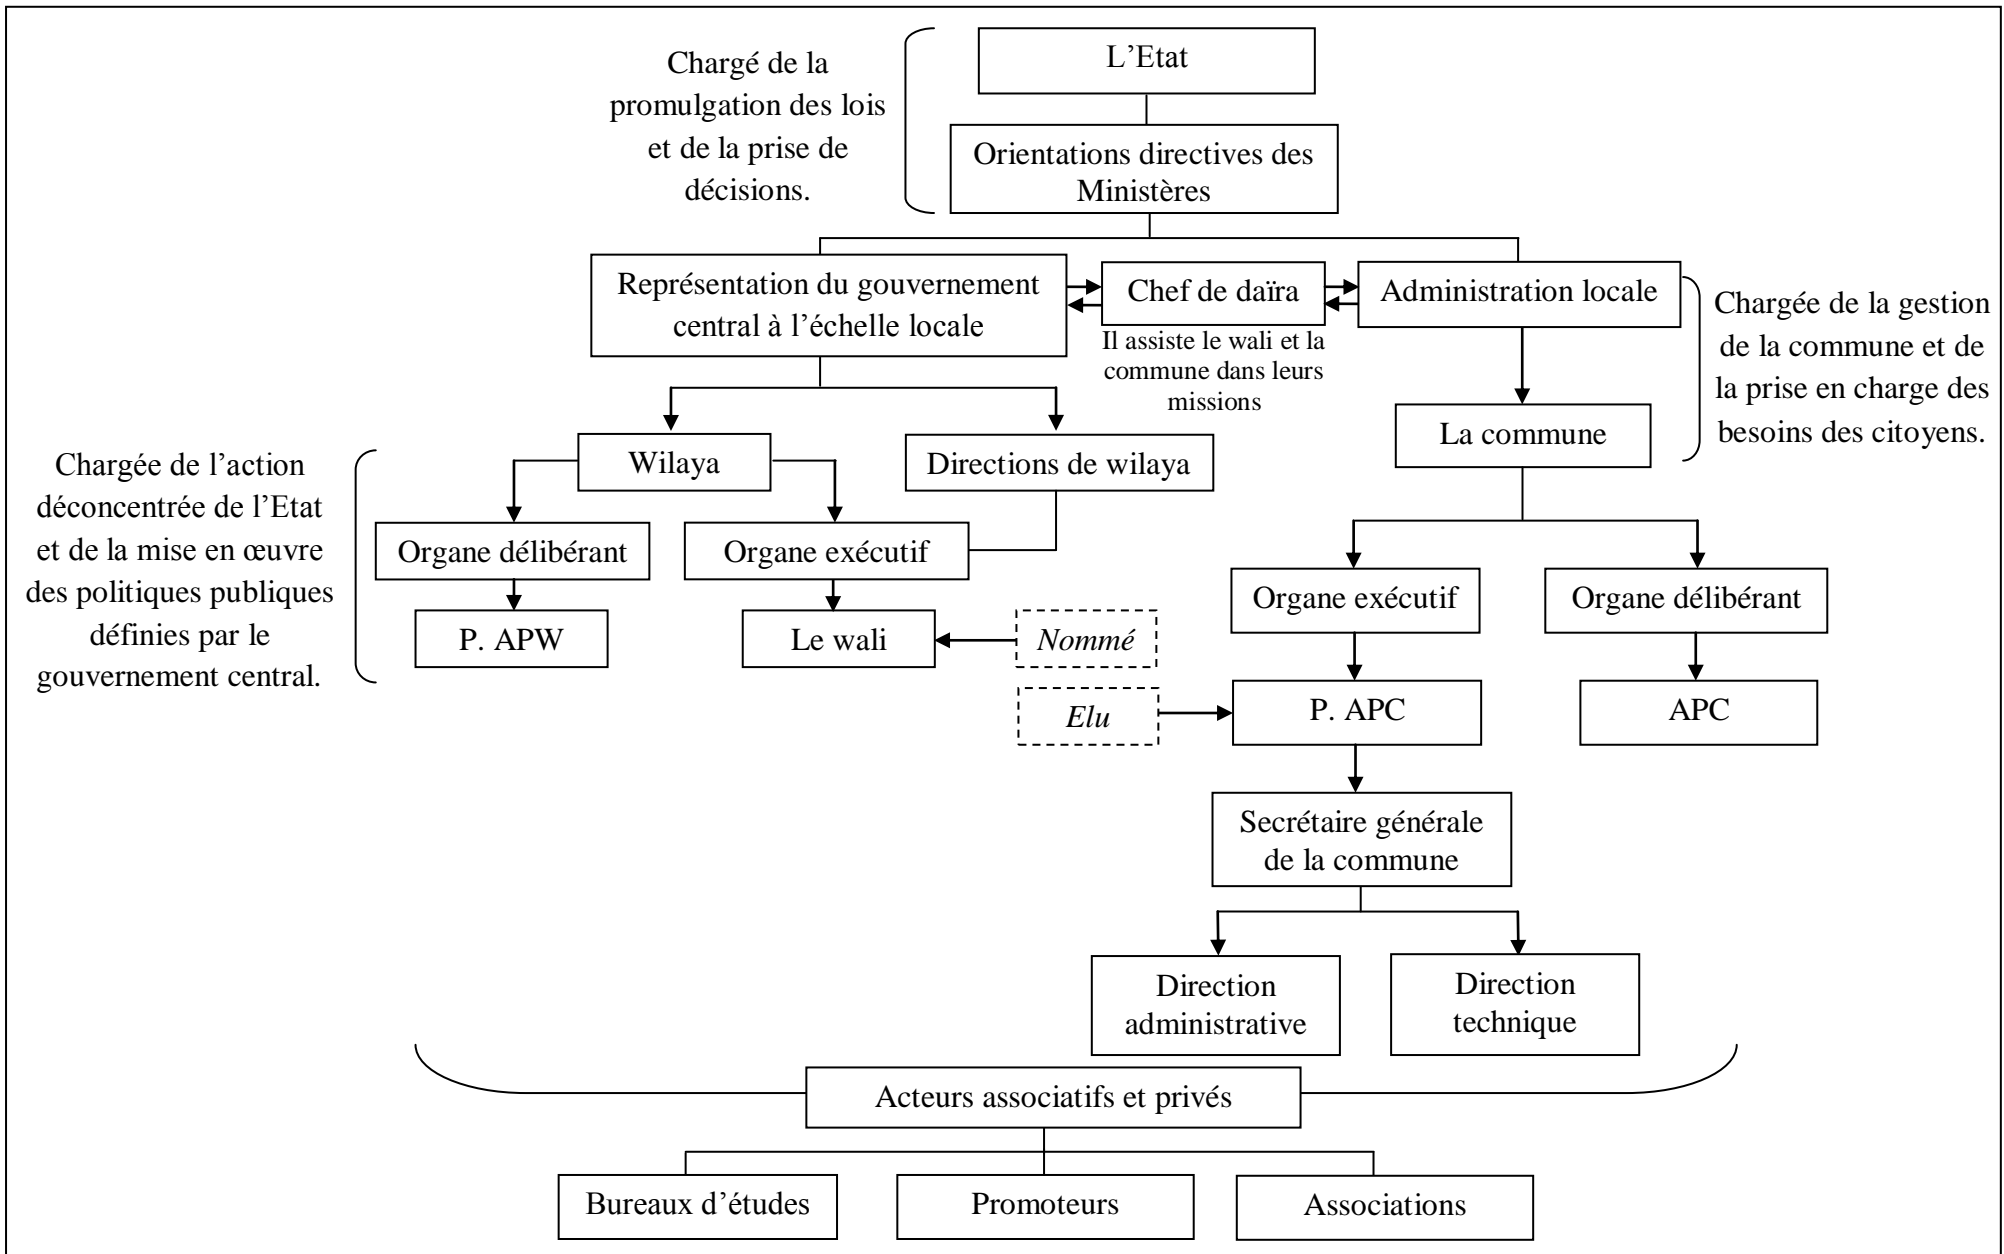 L’Etat
Chargé de la
promulgation des lois
et de la prise de
décisions.
Orientations directives des
Ministères
Représentation du gouvernement
central à l’échelle locale
Chef de daïra
Il assiste le wali et la
commune dans leurs
missions
Administration locale
Chargée de la gestion
de la commune et de
la prise en charge des
besoins des citoyens.
La commune
Wilaya
Directions de wilaya
Chargée de l’action
déconcentrée de l’Etat
et de la mise en œuvre
des politiques publiques
définies par le
gouvernement central.
Organe délibérant
Organe exécutif
Organe exécutif
Organe délibérant
P. APW
Le wali
Nommé
Elu
P. APC
APC
Secrétaire générale
de la commune
Direction
administrative
Direction
technique
Acteurs associatifs et privés
Bureaux d’études
Promoteurs
Associations